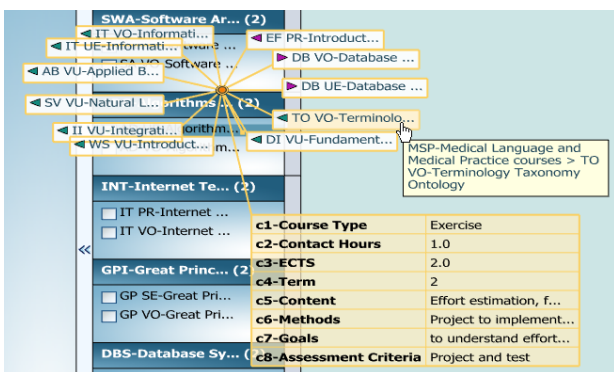 SWA-Software Ar... (2)
IT VO-Informati...
EF PR-Introduct...
IT UE-Informati...
DB VO-Database ...
SA VO-Software ...
AB VU-Applied B...
DB UE-Database ...
SV VU-Natural L...
(2)
TO VO-Terminolo...
II VU-Integrati...
DI VU-Fundament...
WS VU-Introduct...
MSP-Medical Language and
Medical Practice courses > TO
VO-Terminology Taxonomy
Ontology
INT-Internet Te... (2)
IT PR-Internet ...
IT VO-Internet ...
«
GPI-Great Princ... (2)
GP SE-Great Pri...
GP VO-Great Pri...
DBS-Database Sy...
c1-Course Type Exercise
c2-Contact Hours 1.0
c3-ECTS 2.0
c4-Term 2
c5-Content Effort estimation, f...
c6-Methods Project to implement...
c7-Goals to understand effort...
c8-Assessment Criteria Project and test